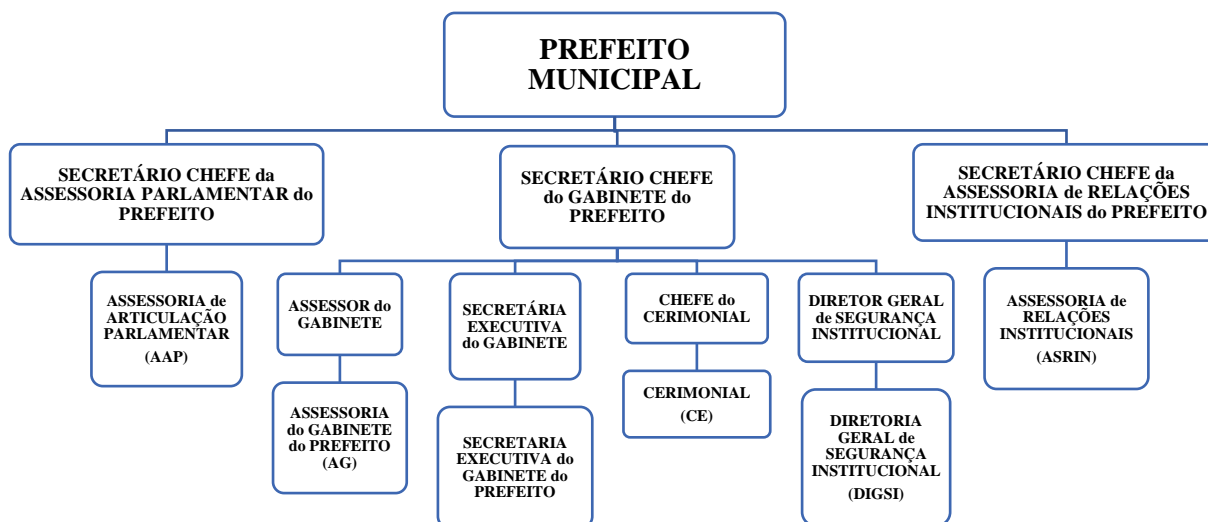 PREFEITO
MUNICIPAL
SECRETÁRIO CHEFE da
ASSESSORIA PARLAMENTAR do
PREFEITO
SECRETÁRIO CHEFE
do GABINETE do
PREFEITO
SECRETÁRIO CHEFE da
ASSESSORIA de RELAÇÕES
INSTITUCIONAIS do PREFEITO
ASSESSORIA de
ARTICULAÇÃO
PARLAMENTAR
(AAP)
ASSESSOR do
GABINETE
SECRETÁRIA
EXECUTIVA
do GABINETE
CHEFE do
CERIMONIAL
DIRETOR GERAL
de SEGURANÇA
INSTITUCIONAL
ASSESSORIA de
RELAÇÕES
INSTITUCIONAIS
(ASRIN)
ASSESSORIA
do GABINETE
do PREFEITO
(AG)
SECRETARIA
EXECUTIVA do
GABINETE do
PREFEITO
CERIMONIAL
(CE)
DIRETORIA
GERAL de
SEGURANÇA
INSTITUCIONAL
(DIGSI)